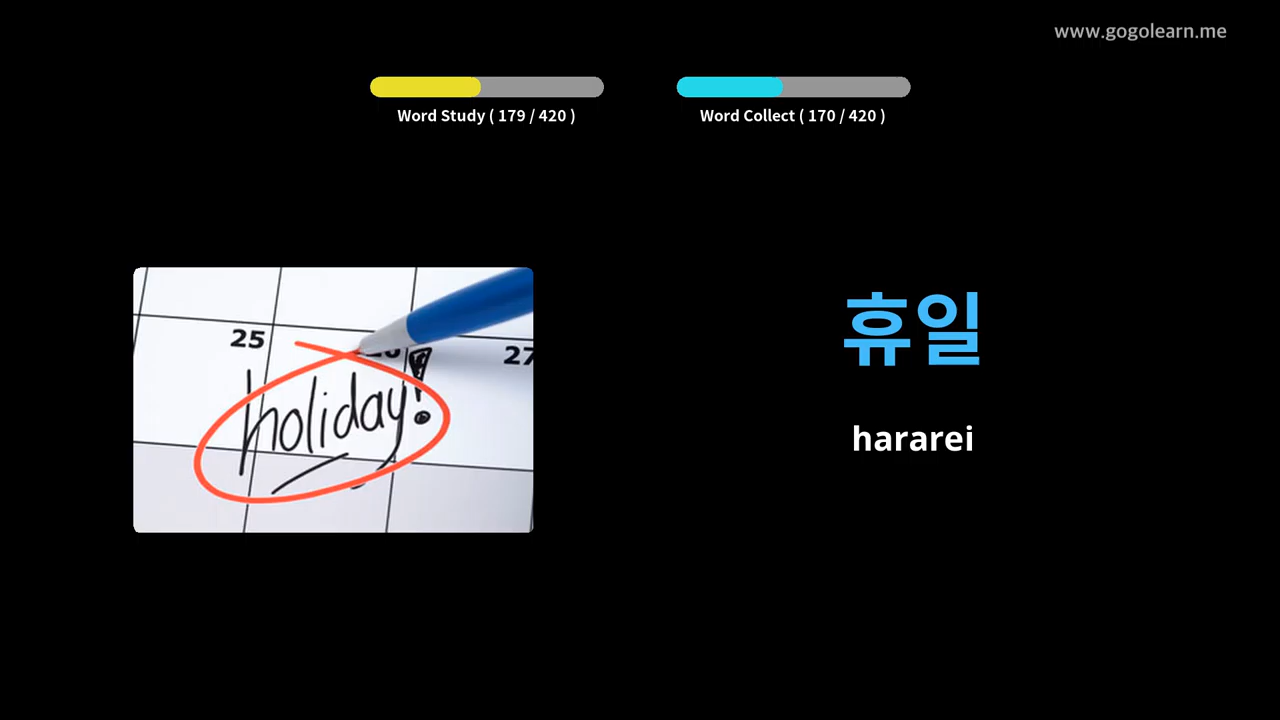 www.gogolearn.me
Word Study ( 179 / 420 )
Word Collect ( 170 / 420 )
25
27
holiday!
휴일
hararei